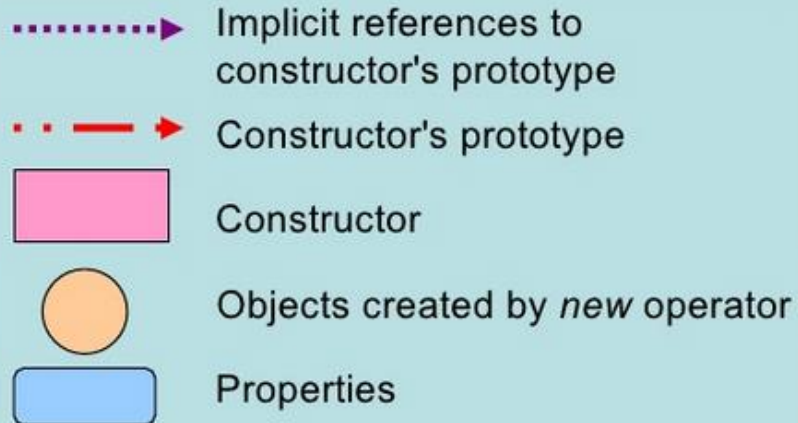 Implicit references to
constructor's prototype
Constructor's prototype
Constructor
Objects created by new operator
Properties